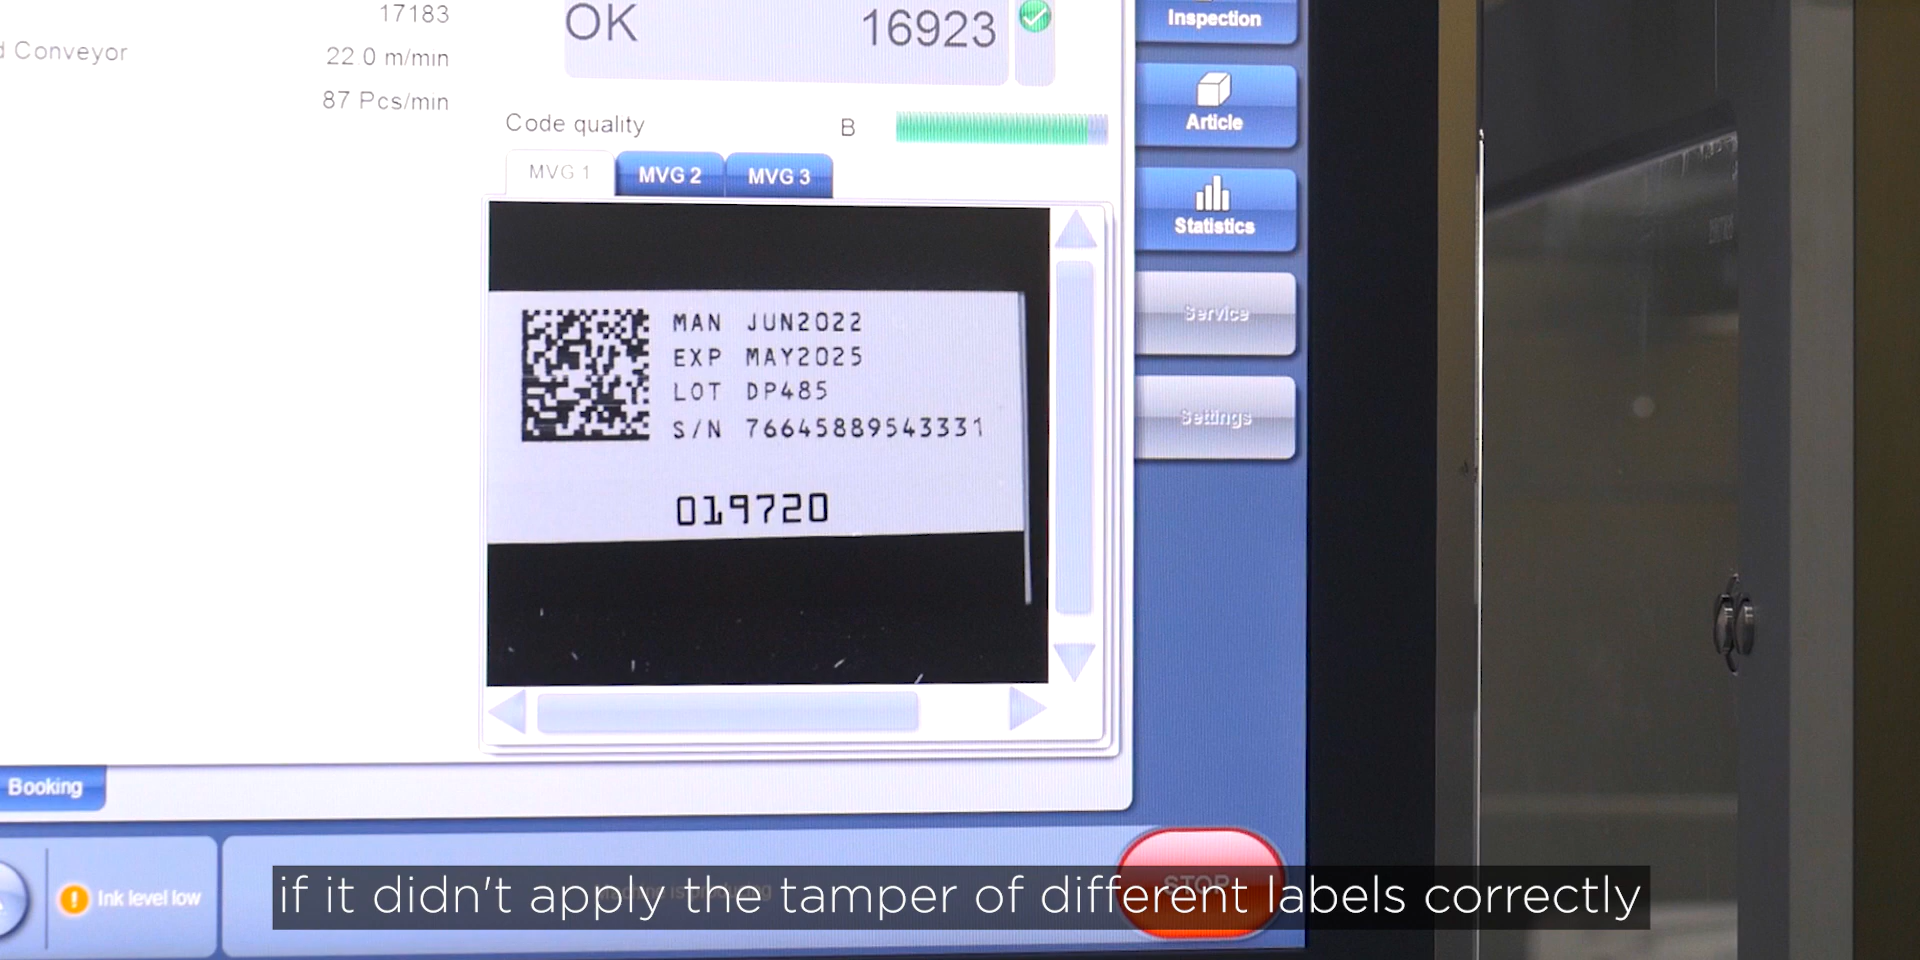 17183
Conveyor
22.0 m/min
87 Pcs/min
OK 16923
Code quality B
MVG 1 MVG 2 MVG 3
MAN JUN2022
EXP MAY2025
LOT DP485
S/N 76645889543331
019720
Inspection
Article
Statistics
Service
Settings
Booking
Ink level low
STOP
if it didn't apply the tamper of different labels correctly